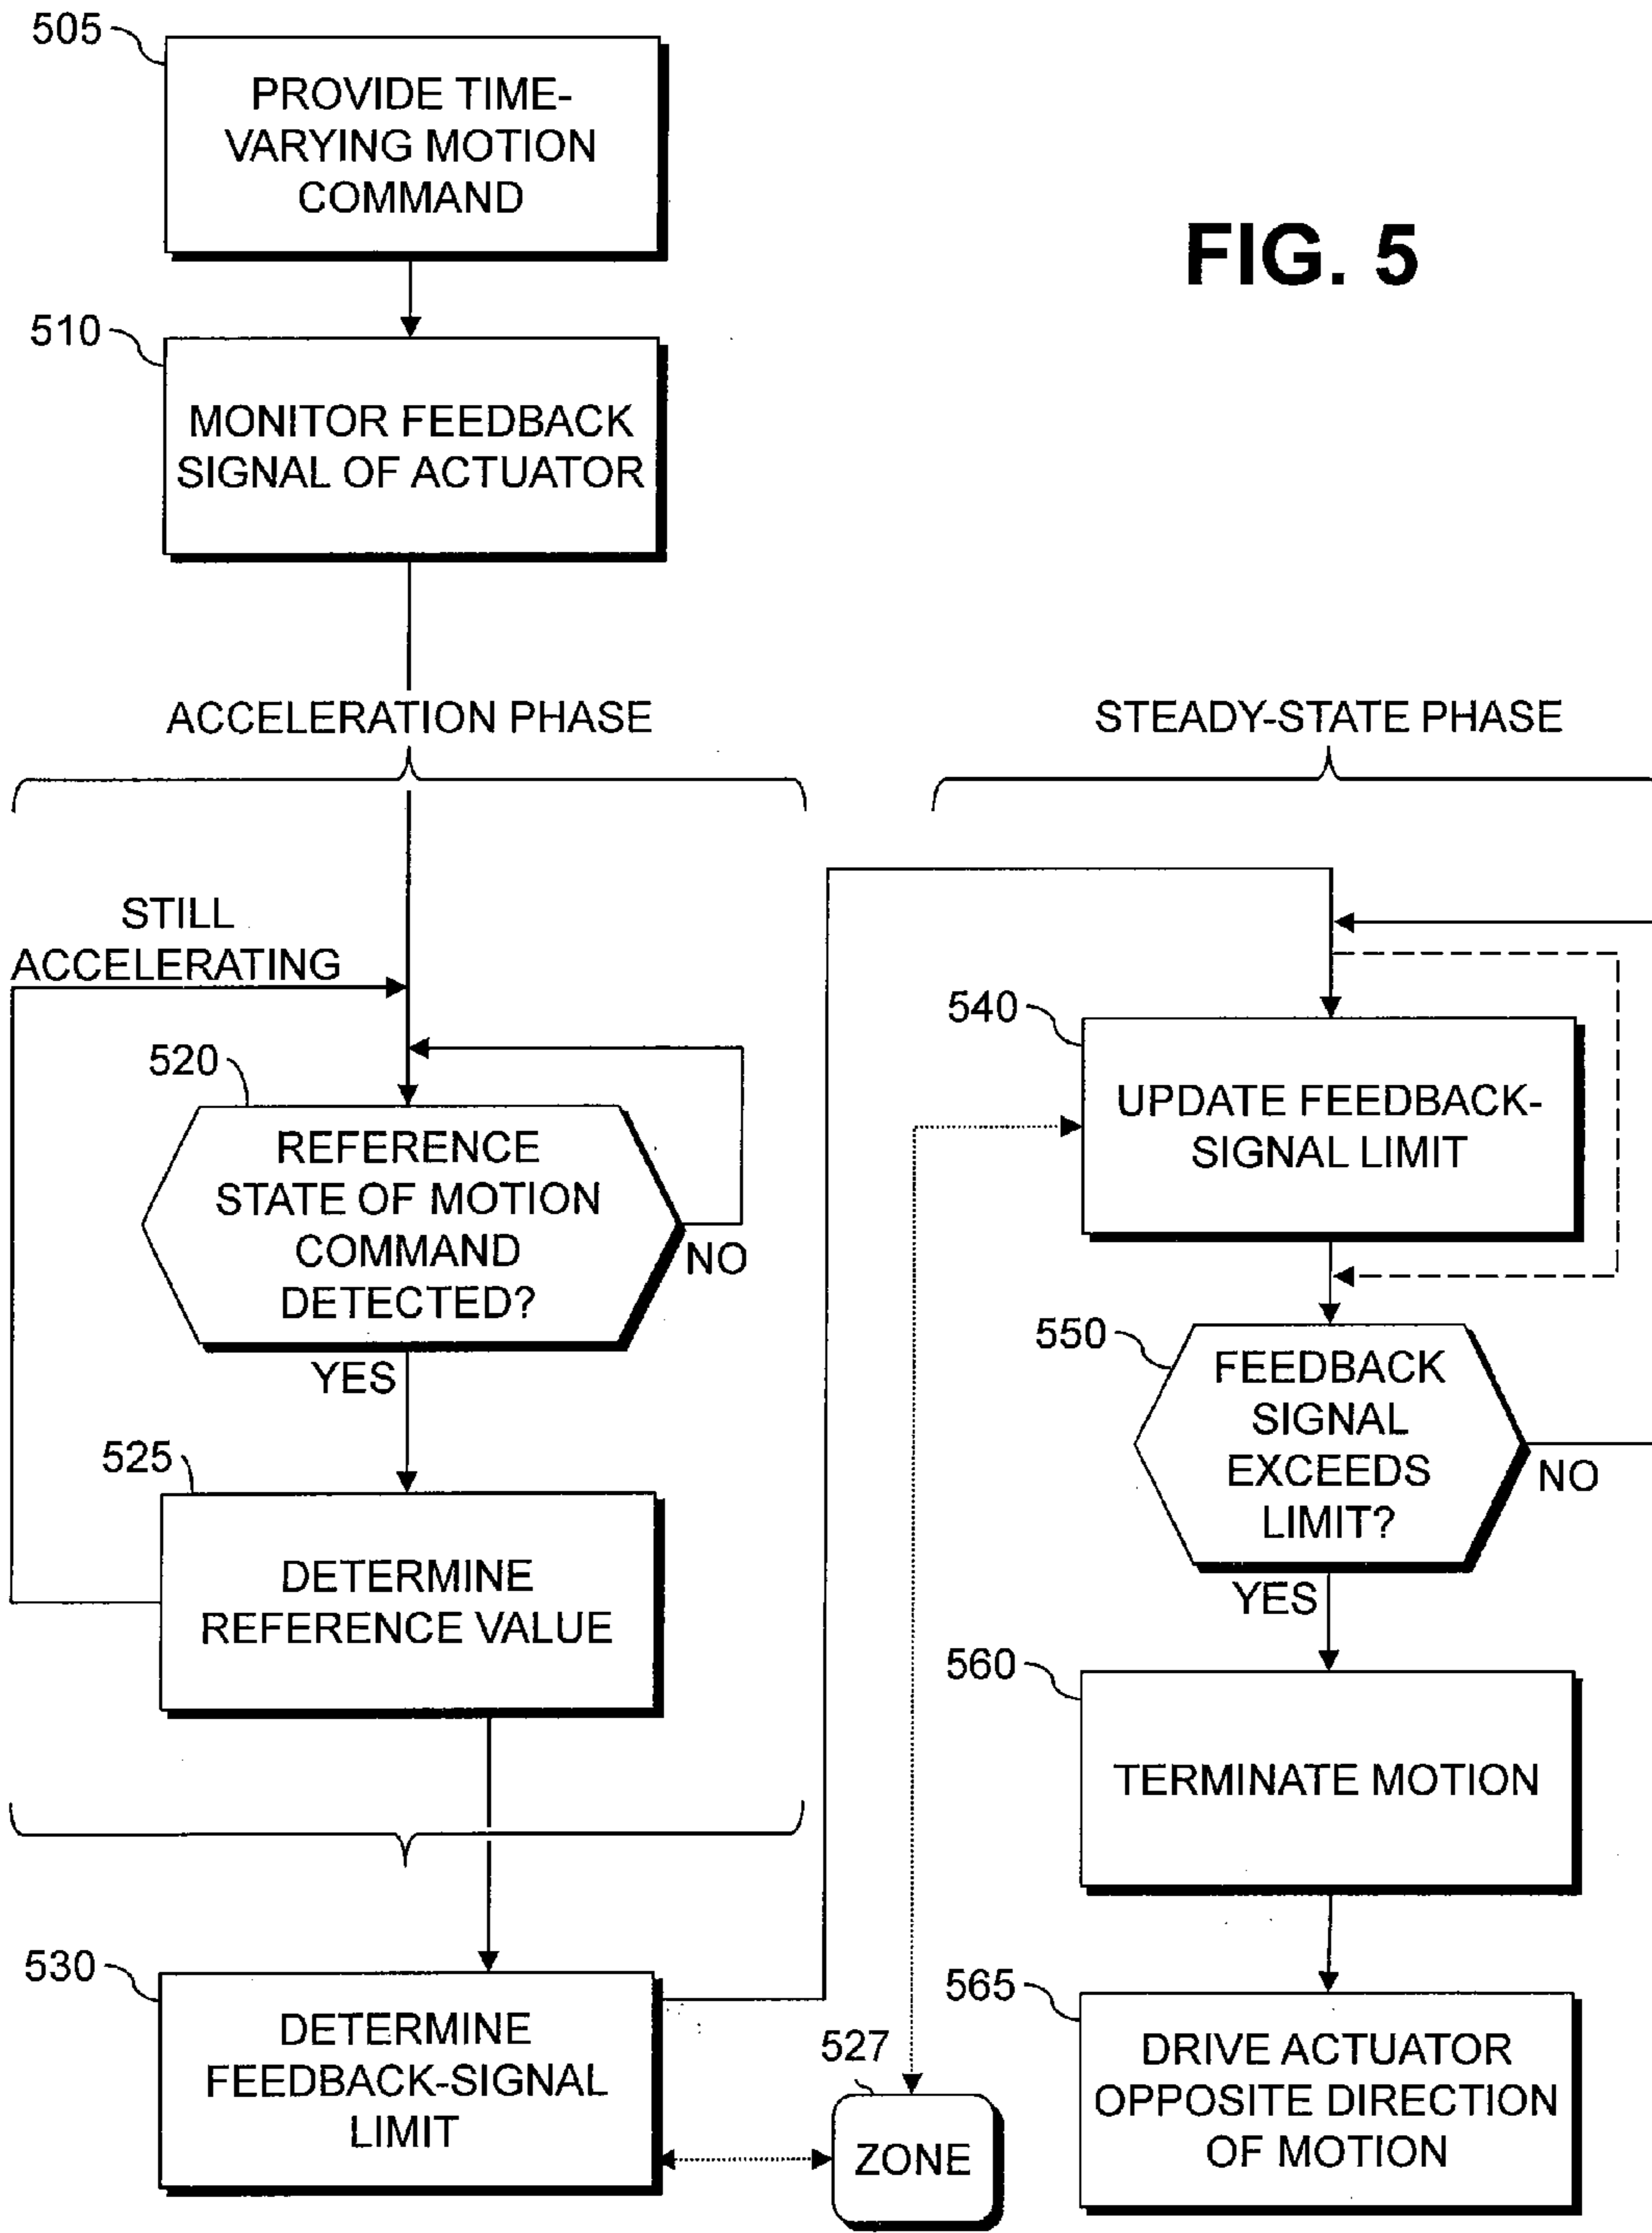 505
PROVIDE TIME-
VARYING MOTION
COMMAND
FIG. 5
510
MONITOR FEEDBACK
SIGNAL OF ACTUATOR
ACCELERATION PHASE
STILL
ACCELERATING
520
REFERENCE
STATE OF MOTION
COMMAND
DETECTED?
NO
YES
525
DETERMINE
REFERENCE VALUE
530
DETERMINE
FEEDBACK-SIGNAL
LIMIT
527
ZONE
STEADY-STATE PHASE
540
UPDATE FEEDBACK-
SIGNAL LIMIT
550
FEEDBACK
SIGNAL
EXCEEDS
LIMIT?
NO
YES
560
TERMINATE MOTION
565
DRIVE ACTUATOR
OPPOSITE DIRECTION
OF MOTION